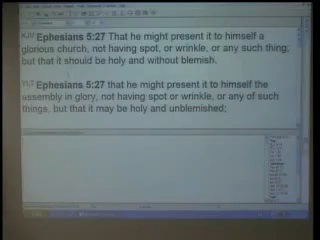 KJV Ephesians 5:27 That he might present it to himself a
glorious church, not having spot, or wrinkle, or any such thing;
but that it should be holy and without blemish.
YLT Ephesians 5:27 that he might present it to himself the
assembly in glory, not having spot or wrinkle, or any of such
things, but that it may be holy and unblemished;